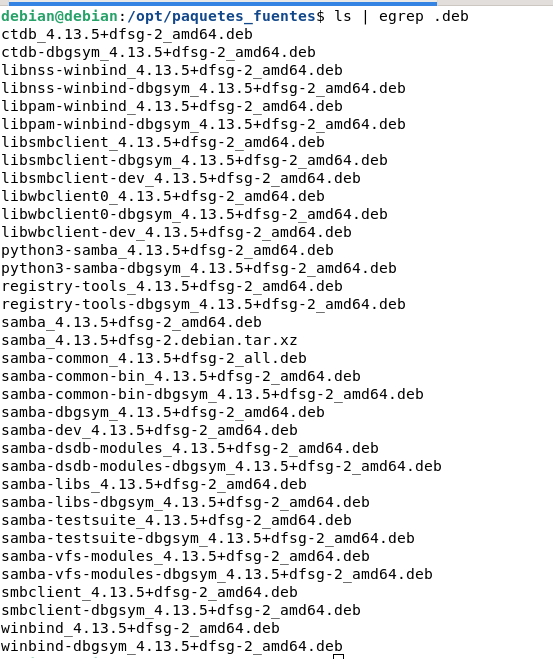 debian@debian:/opt/paquetes_fuentes$ ls | egrep .deb
ctdb_4.13.5+dfsg-2_amd64.deb
ctdb-dbgsym_4.13.5+dfsg-2_amd64.deb
libnss-winbind_4.13.5+dfsg-2_amd64.deb
libnss-winbind-dbgsym_4.13.5+dfsg-2_amd64.deb
libpam-winbind_4.13.5+dfsg-2_amd64.deb
libpam-winbind-dbgsym_4.13.5+dfsg-2_amd64.deb
libsmbclient_4.13.5+dfsg-2_amd64.deb
libsmbclient-dbgsym_4.13.5+dfsg-2_amd64.deb
libsmbclient-dev_4.13.5+dfsg-2_amd64.deb
libwbclient0_4.13.5+dfsg-2_amd64.deb
libwbclient0-dbgsym_4.13.5+dfsg-2_amd64.deb
libwbclient-dev_4.13.5+dfsg-2_amd64.deb
python3-samba_4.13.5+dfsg-2_amd64.deb
python3-samba-dbgsym_4.13.5+dfsg-2_amd64.deb
registry-tools_4.13.5+dfsg-2_amd64.deb
registry-tools-dbgsym_4.13.5+dfsg-2_amd64.deb
samba_4.13.5+dfsg-2_amd64.deb
samba_4.13.5+dfsg-2.debian.tar.xz
samba-common_4.13.5+dfsg-2_all.deb
samba-common-bin_4.13.5+dfsg-2_amd64.deb
samba-common-bin-dbgsym_4.13.5+dfsg-2_amd64.deb
samba-dbgsym_4.13.5+dfsg-2_amd64.deb
samba-dev_4.13.5+dfsg-2_amd64.deb
samba-dsdb-modules_4.13.5+dfsg-2_amd64.deb
samba-dsdb-modules-dbgsym_4.13.5+dfsg-2_amd64.deb
samba-libs_4.13.5+dfsg-2_amd64.deb
samba-libs-dbgsym_4.13.5+dfsg-2_amd64.deb
samba-testsuite_4.13.5+dfsg-2_amd64.deb
samba-testsuite-dbgsym_4.13.5+dfsg-2_amd64.deb
samba-vfs-modules_4.13.5+dfsg-2_amd64.deb
samba-vfs-modules-dbgsym_4.13.5+dfsg-2_amd64.deb
smbclient_4.13.5+dfsg-2_amd64.deb
smbclient-dbgsym_4.13.5+dfsg-2_amd64.deb
winbind_4.13.5+dfsg-2_amd64.deb
winbind-dbgsym_4.13.5+dfsg-2_amd64.deb